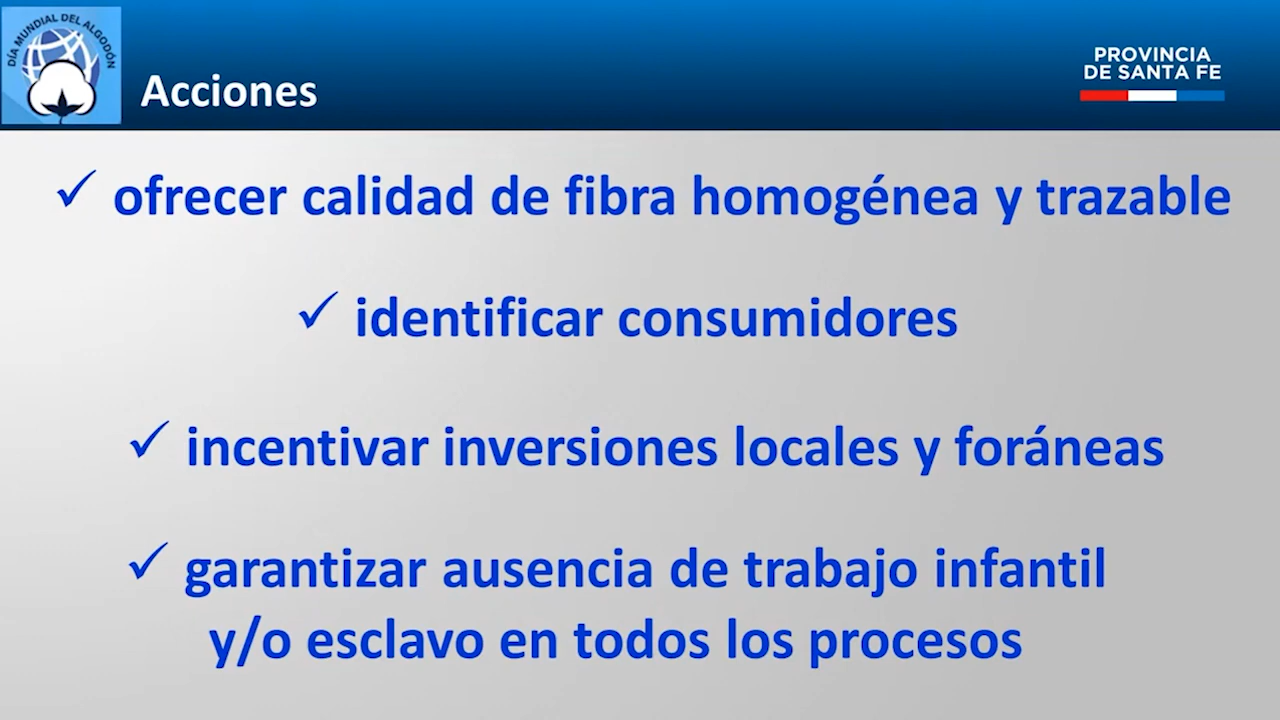 DÍA MUNDIAL DEL ALGODÓN
Acciones
PROVINCIA
DE SANTA FE
✓ ofrecer calidad de fibra homogénea y trazable
✓ identificar consumidores
✓ incentivar inversiones locales y foráneas
✓ garantizar ausencia de trabajo infantil
y/o esclavo en todos los procesos